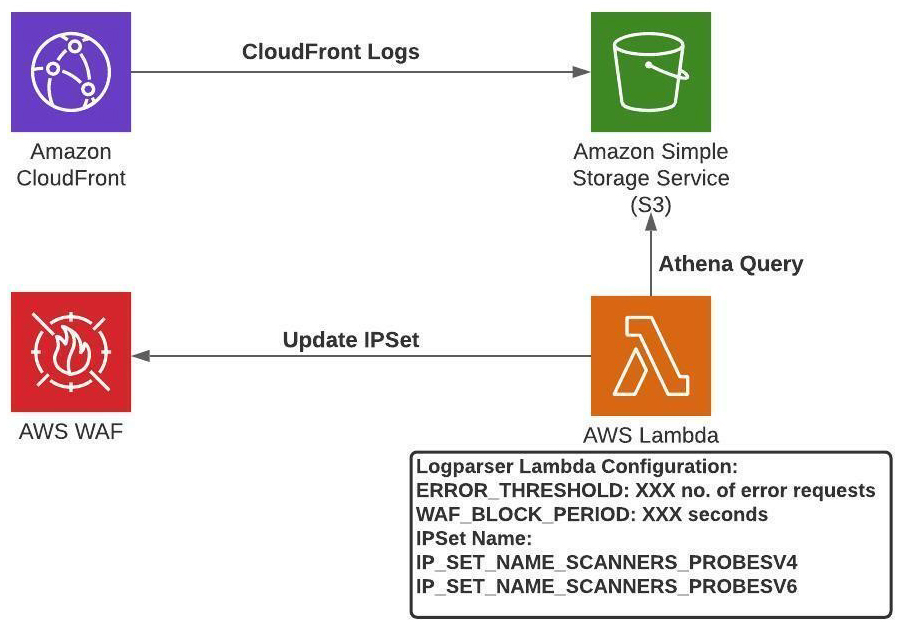 CloudFront Logs
Amazon
CloudFront
Amazon Simple
Storage Service
(S3)
Athena Query
Update IPSet
AWS WAF
AWS Lambda
Logparser Lambda Configuration:
ERROR_THRESHOLD: XXX no. of error requests
WAF_BLOCK_PERIOD: XXX seconds
IPSet Name:
IP_SET_NAME_SCANNERS_PROBESV4
IP_SET_NAME_SCANNERS_PROBESV6